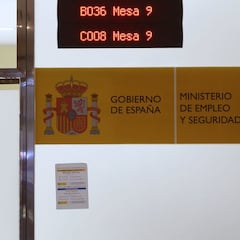 B036 Mesa 9
C008 Mesa 9
GOBIERNO
DE ESPAÑA
MINISTERIO
DE EMPLEO
Y SEGURIDAD